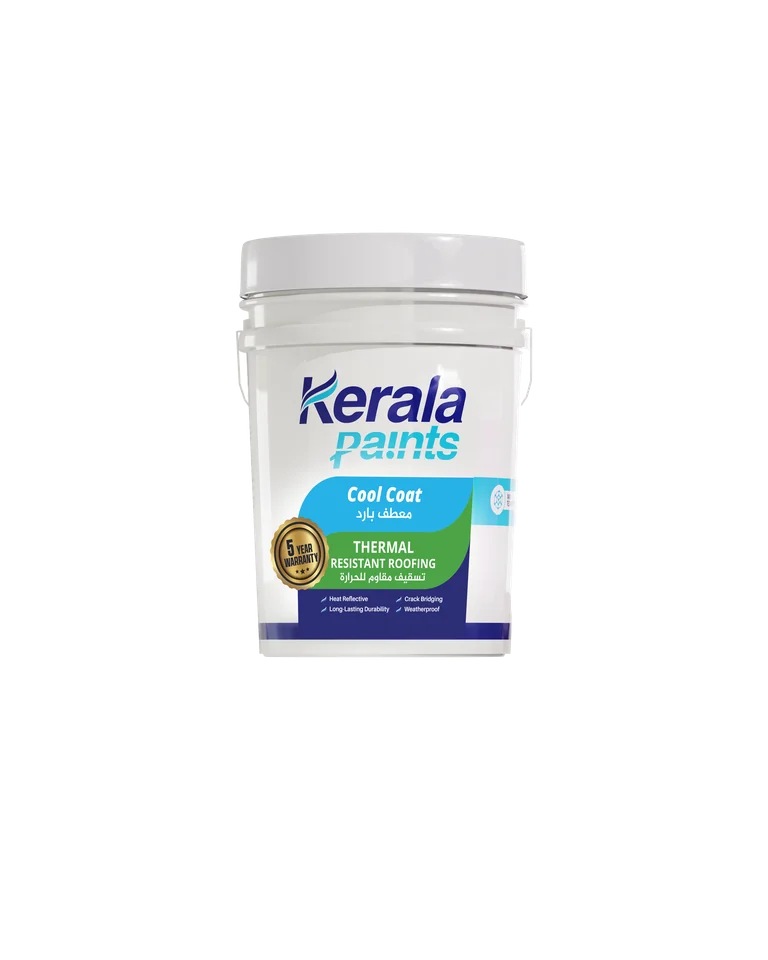 Kerala
paints
Cool Coat
معطف بارد
5 YEAR
WARRANTY
THERMAL
RESISTANT ROOFING
تسقيف مقاوم للحرارة
Heat Reflective
Crack Bridging
Long-Lasting Durability
Weatherproof